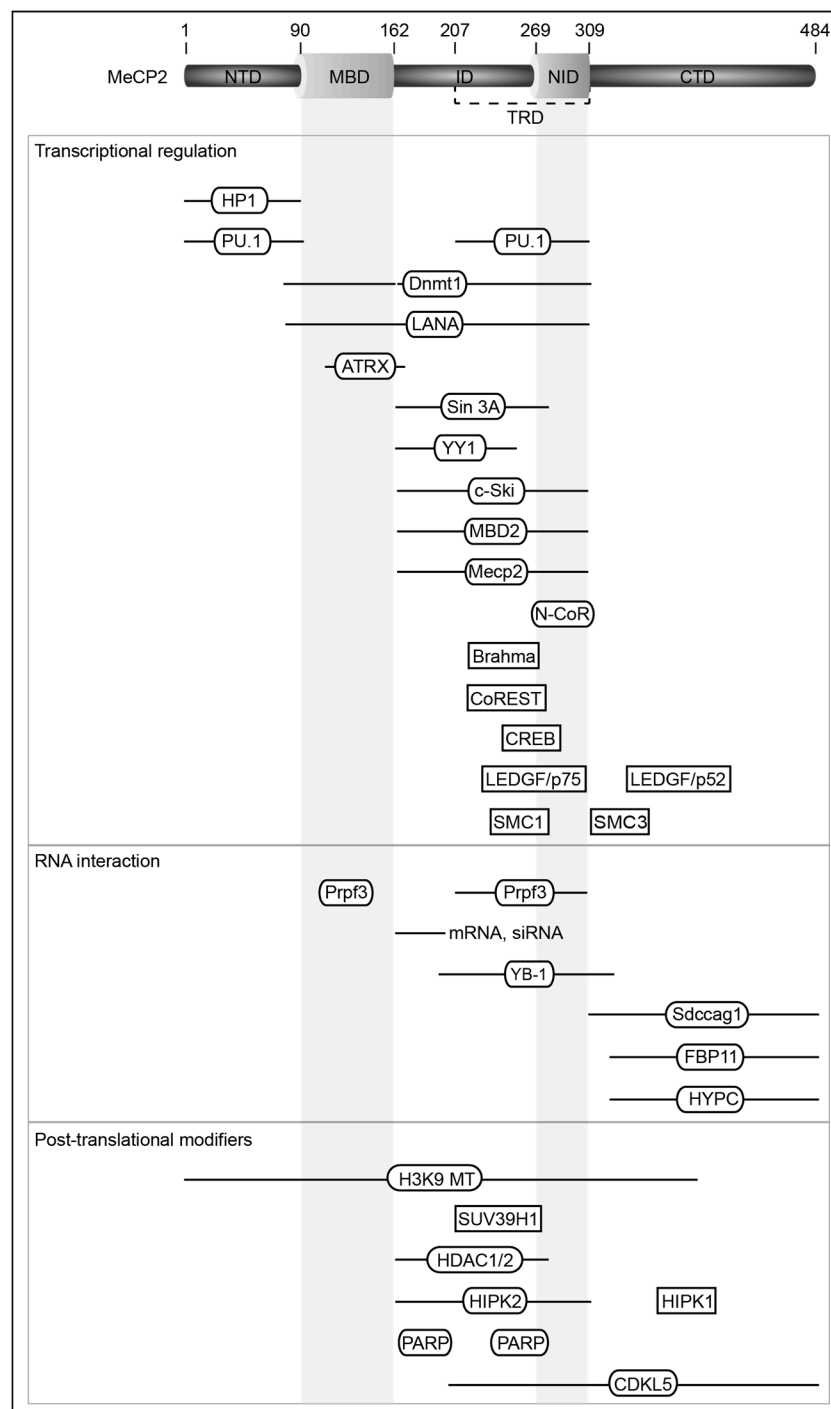 1 90 162 207 269 309 484
MeCP2 NTD MBD ID NID CTD
TRD
Transcriptional regulation
HP1
PU.1 PU.1
Dnmt1
LANA
ATRX
Sin 3A
YY1
c-Ski
MBD2
Mecp2
N-CoR
Brahma
CoREST
CREB
LEDGF/p75 LEDGF/p52
SMC1 SMC3
RNA interaction
Prpf3 Prpf3
mRNA, siRNA
YB-1
Sdccag1
FBP11
HYPC
Post-translational modifiers
H3K9 MT
SUV39H1
HDAC1/2
HIPK2 HIPK1
PARP PARP
CDKL5